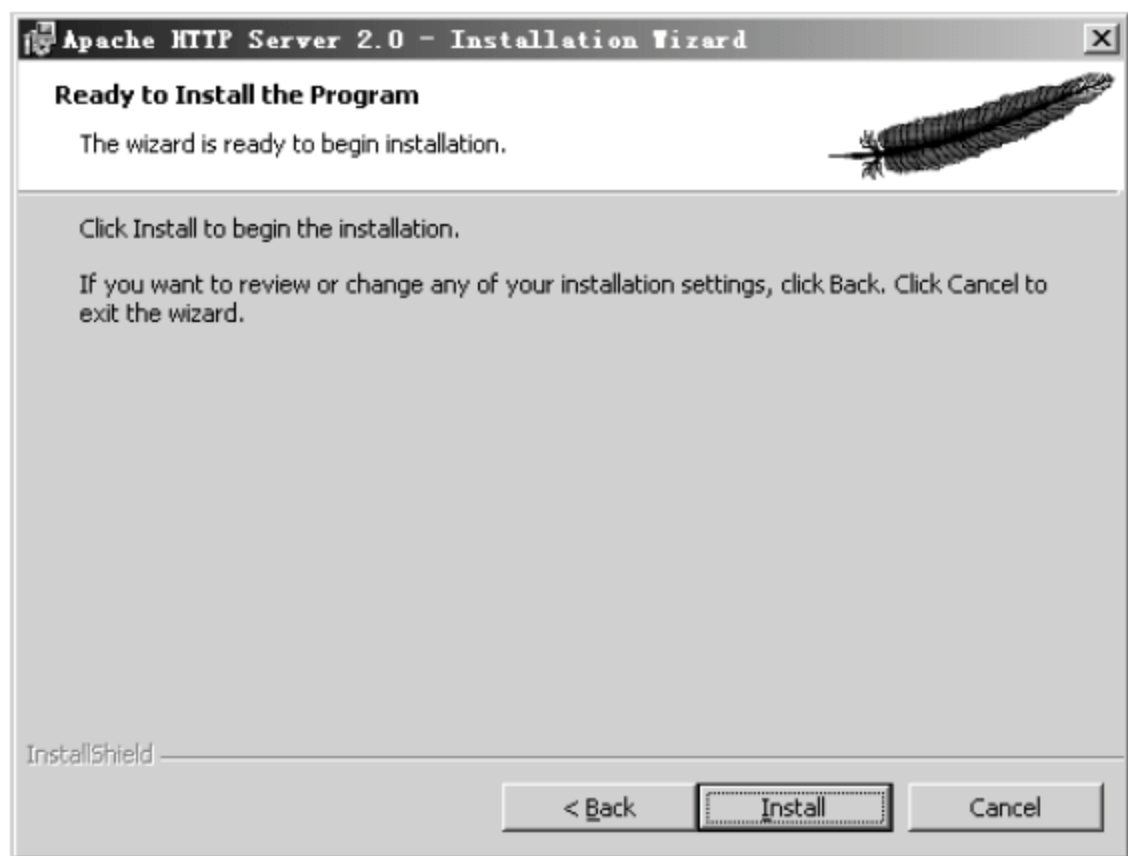 Apache HTTP Server 2.0 - Installation Wizard
Ready to Install the Program
The wizard is ready to begin installation.
Click Install to begin the installation.
If you want to review or change any of your installation settings, click Back. Click Cancel to
exit the wizard.
InstallShield
< Back
Install
Cancel